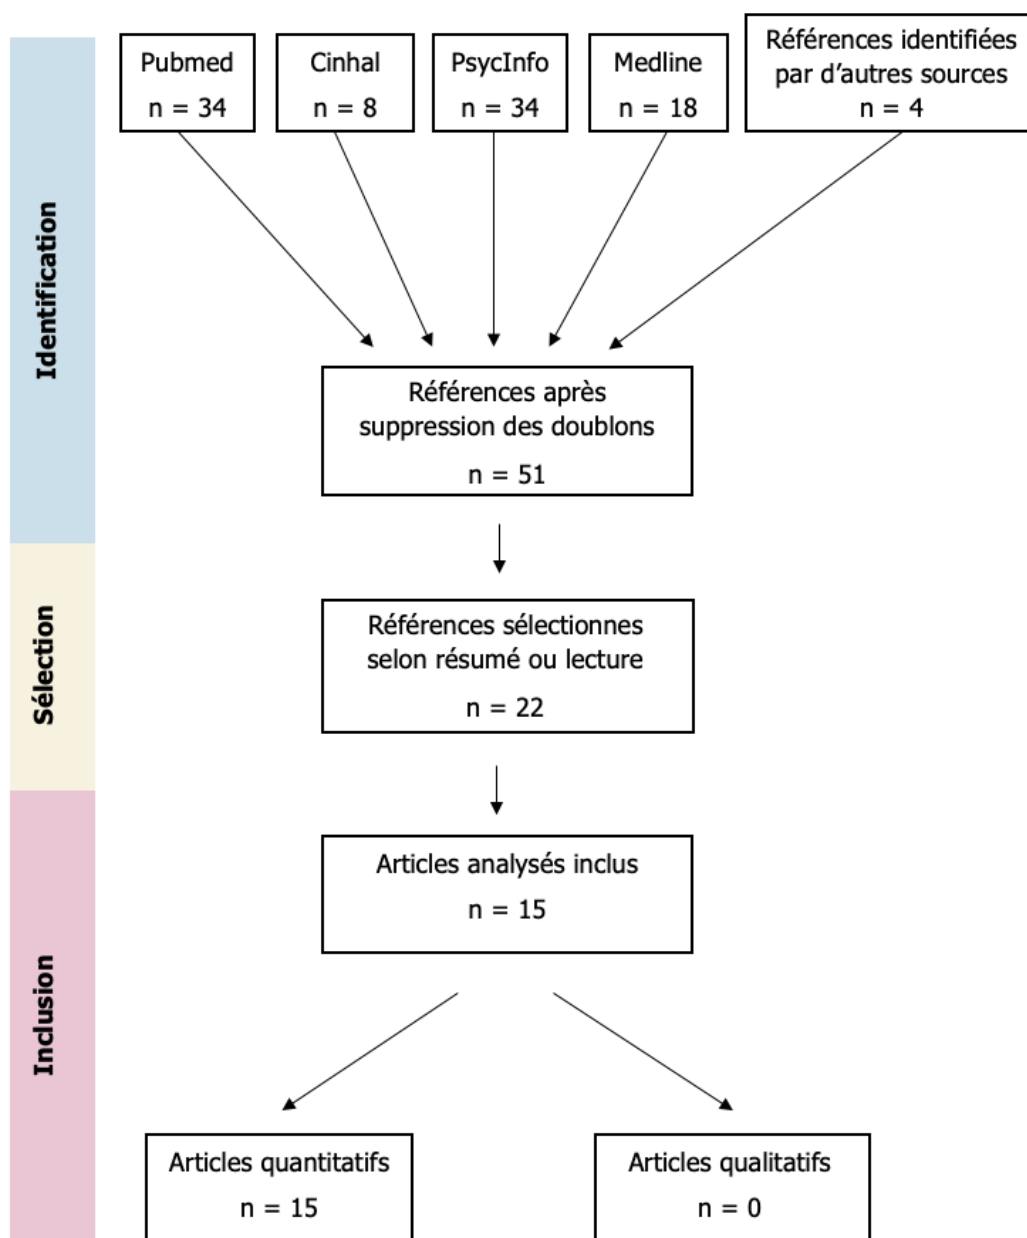 Identification
Pubmed
n = 34
Cinhal
n = 8
PsycInfo
n = 34
Medline
n = 18
Références identifiées
par d’autres sources
n = 4
Références après
suppression des doublons
n = 51
Sélection
Références sélectionnes
selon résumé ou lecture
n = 22
Inclusion
Articles analysés inclus
n = 15
Articles quantitatifs
n = 15
Articles qualitatifs
n = 0